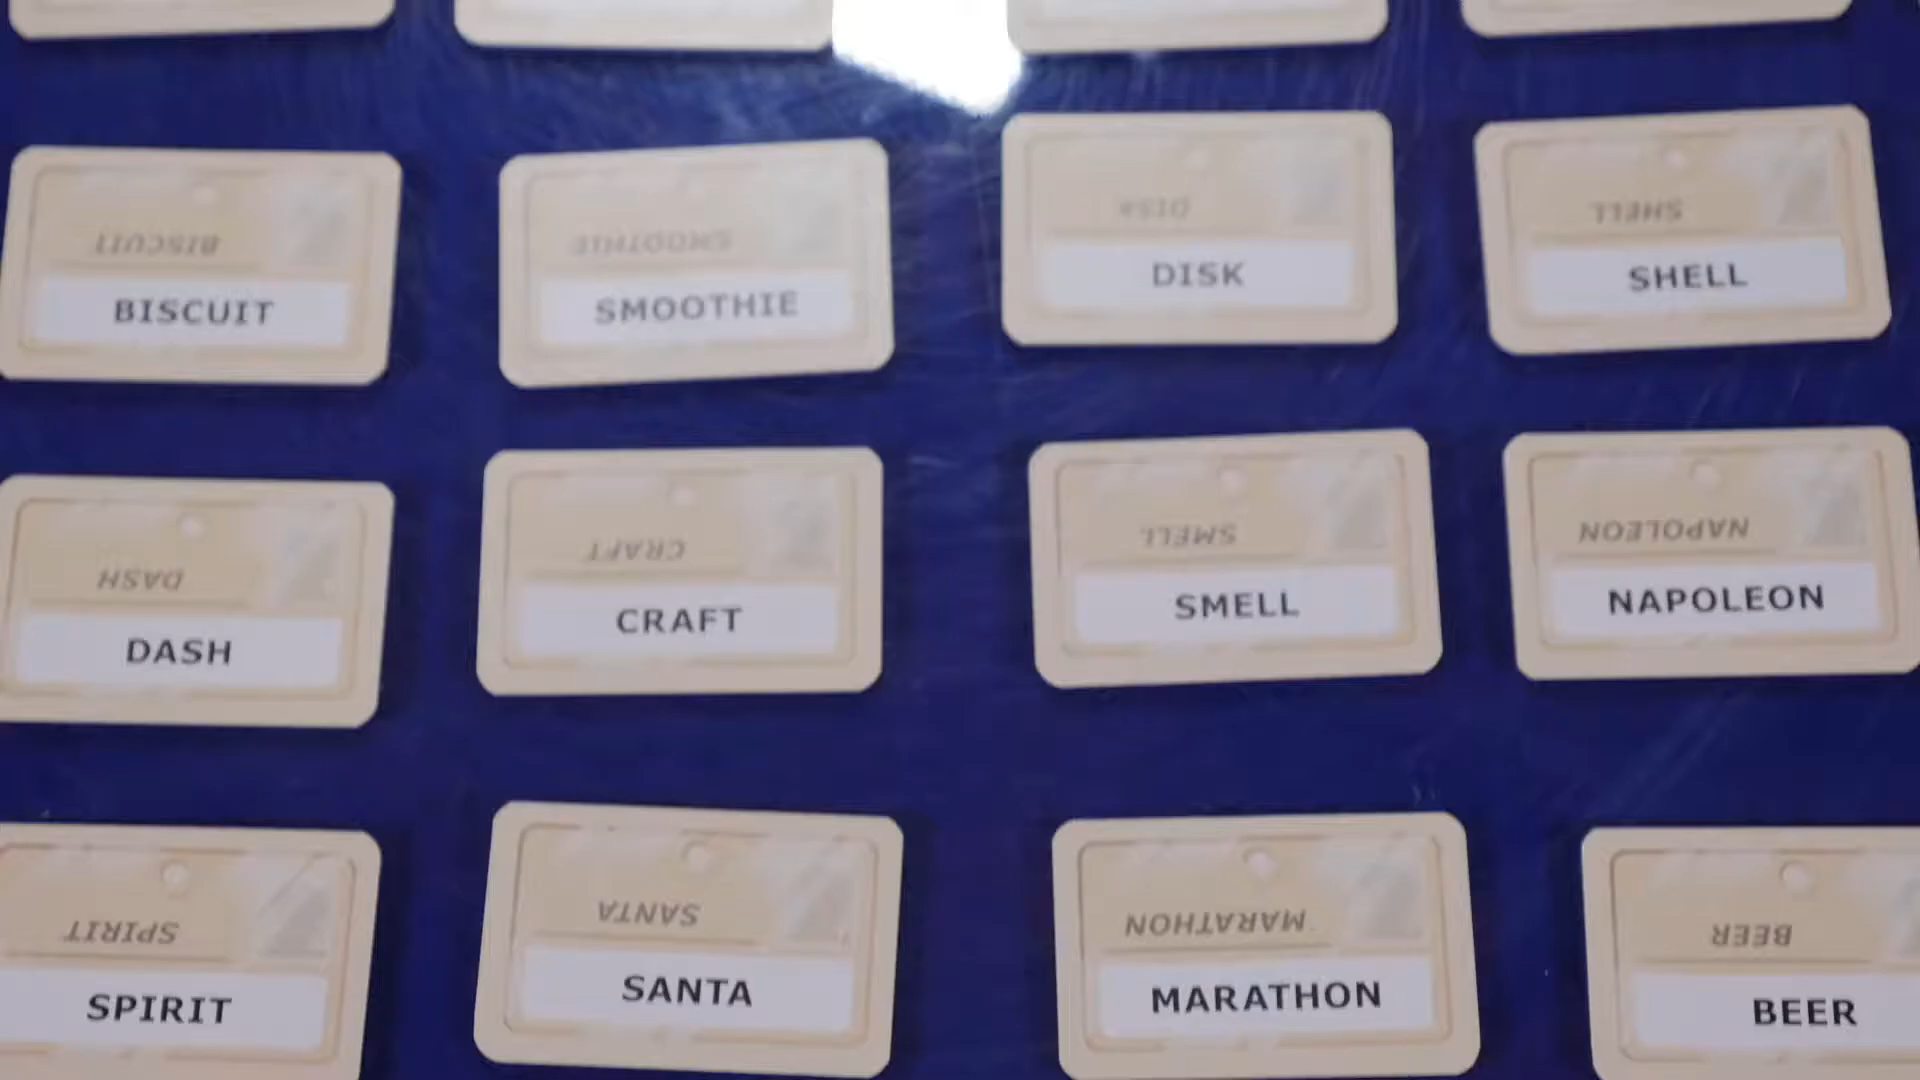 BISCUIT
BISCUIT
SMOOTHIE
SMOOTHIE
DISK
DISK
SHELL
SHELL
DASH
DASH
CRAFT
CRAFT
SMELL
SMELL
NAPOLEON
NAPOLEON
SPIRIT
SPIRIT
SANTA
SANTA
MARATHON
MARATHON
BEER
BEER